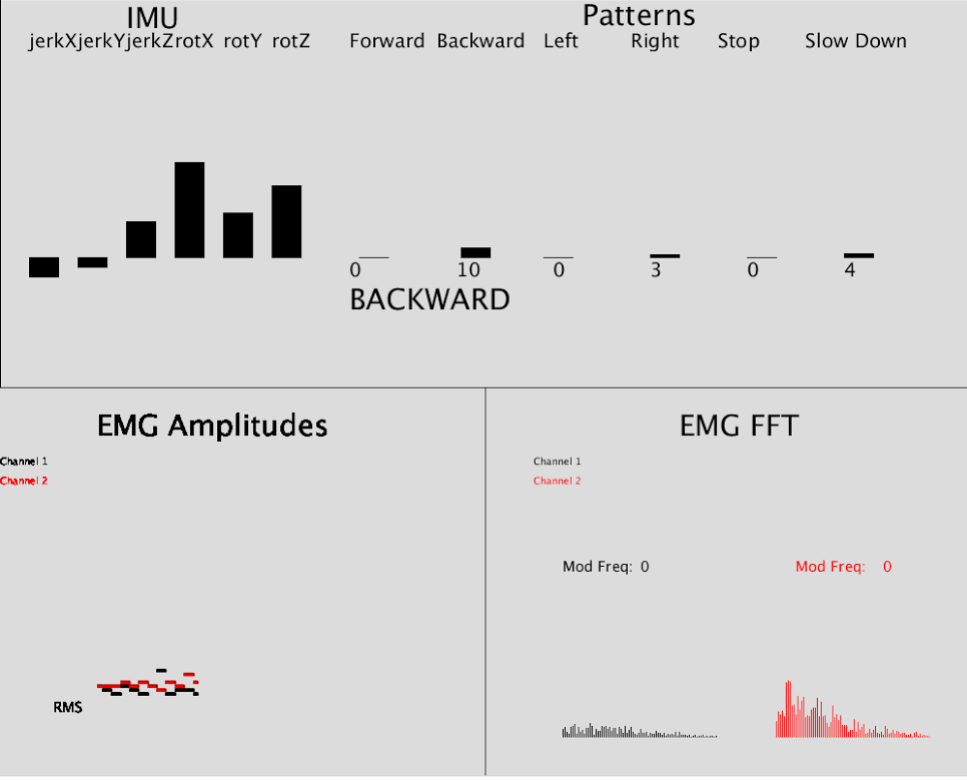 IMU
jerkX jerkY jerkZ rotX rotY rotZ
Patterns
Forward Backward Left Right Stop Slow Down
0 10 0 3 0 4
BACKWARD
EMG Amplitudes
Channel 1
Channel 2
RMS
EMG FFT
Channel 1
Channel 2
Mod Freq: 0
Mod Freq: 0